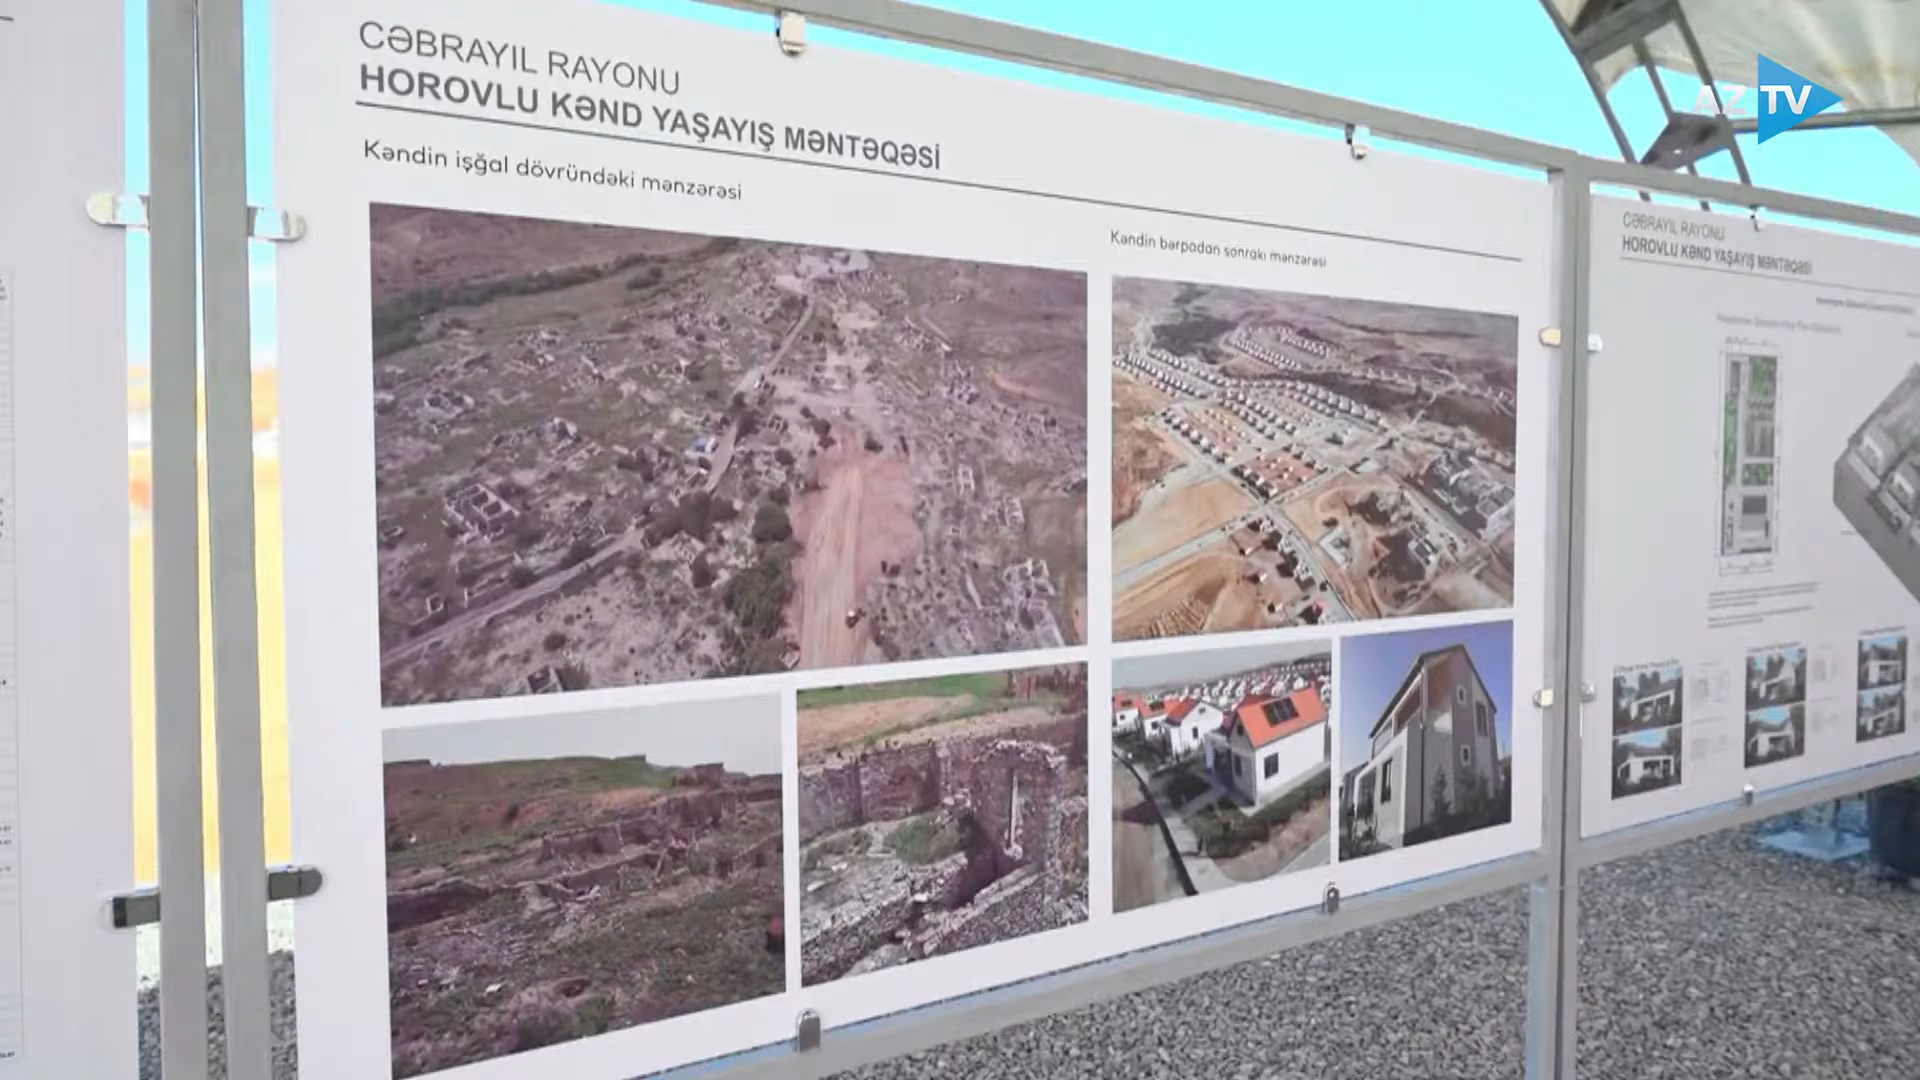 CƏBRAYIL RAYONU
HOROVLU KƏND YAŞAYIŞ MƏNTƏQƏSİ
Kəndin işğal dövründəki mənzərəsi
Kəndin bərpadan sonrakı mənzərəsi
AZTV
CƏBRAYIL RAYONU
HOROVLU KƏND YAŞAYIŞ MƏNTƏQƏSİ